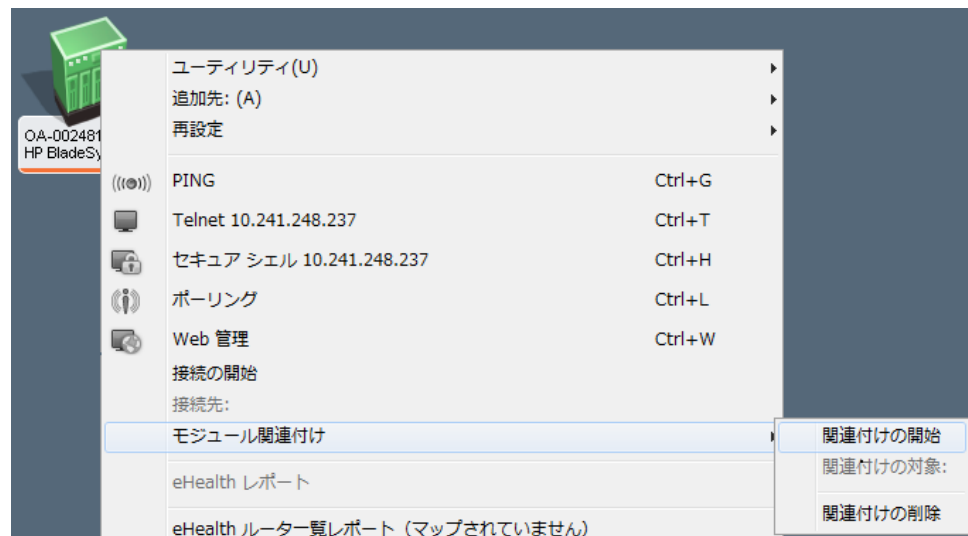 ユーティリティ(U)
追加先: (A)
再設定
OA-002481
HP BladeSy
PING Ctrl+G
Telnet 10.241.248.237 Ctrl+T
セキュア シェル 10.241.248.237 Ctrl+H
ポーリング Ctrl+L
Web 管理 Ctrl+W
接続の開始
接続先:
モジュール関連付け
関連付けの開始
関連付けの対象:
関連付けの削除
eHealth レポート
eHealth ルーター覧レポート（マップされていません）